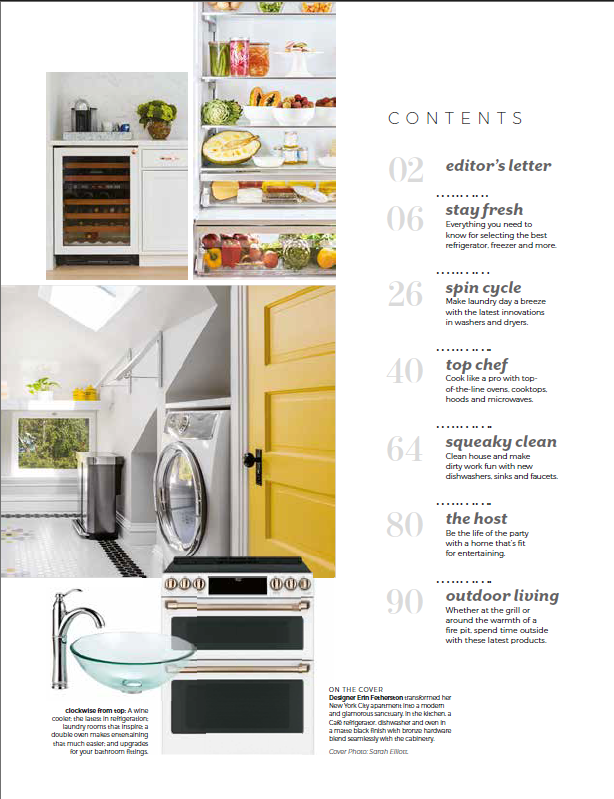 CONTENTS
02
editor's letter
06
stay fresh
Everything you need to
know for selecting the best
refrigerator, freezer and more.
26
spin cycle
Make laundry day a breeze
with the latest innovations
in washers and dryers.
40
top chef
Cook like a pro with top-
of-the-line ovens, cooktops,
hoods and microwaves.
64
squeaky clean
Clean house and make
dirty work fun with new
dishwashers, sinks and faucets.
80
the host
Be the life of the party
with a home that's fit
for entertaining.
90
outdoor living
Whether at the grill or
around the warmth of a
fire pit, spend time outside
with these latest products.
clockwise from top: A wine
cooler; the latest in refrigeration;
laundry rooms that inspire; a
double oven makes entertaining
that much easier; and upgrades
for your bathroom fittings.
ON THE COVER
Designer Erin Fetherston transformed her
New York City apartment into a modern
and glamorous sanctuary. In the kitchen, a
Café refrigerator, dishwasher and oven in
a matte black finish with bronze hardware
blend seamlessly with the cabinetry.
Cover Photo: Sarah Elliott.